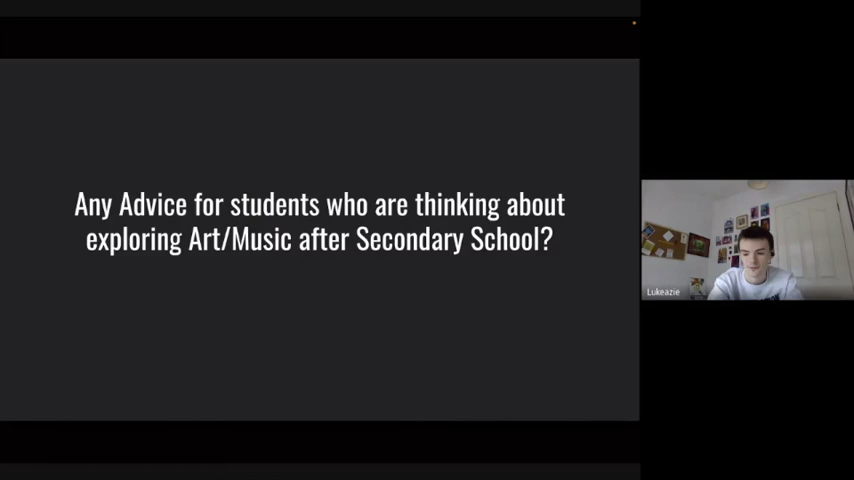 Any Advice for students who are thinking about
exploring Art/Music after Secondary School?
Lukeazie